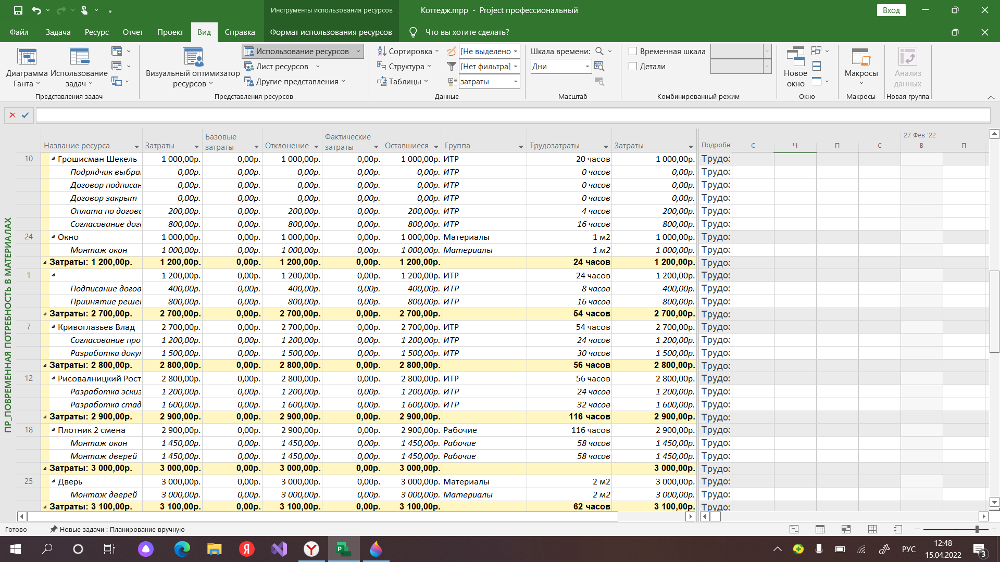 Инструменты использования ресурсов
Коттедж.mpp - Project профессиональный
Вход
Файл Задача Ресурс Отчет Проект Вид Справка Формат использования ресурсов Что вы хотите сделать?
Диаграмма Ганта
Использование задач
Представления задач
Визуальный оптимизатор ресурсов
Использование ресурсов
Лист ресурсов
Другие представления
Представления ресурсов
Сортировка [Не выделено
Структура [Нет фильтра]
Таблицы затраты
Данные
Шкала времени:
Дни
Масштаб
Временная шкала
Детали
Комбинированный режим
Новое окно
Окно
Макросы
Макросы
Анализ данных
Новая группа
ПР_ПОВРЕМЕННАЯ ПОТРЕБНОСТЬ В МАТЕРИАЛАХ
27 Фев '22
Название ресурса Затраты Базовые затраты Отклонение Фактические затраты Оставшиеся Группа Трудозатраты Затраты Подробн С Ч П С В П
10 Грошисман Шекель 1 000,00р. 0,00р. 1 000,00р. 0,00р. 1 000,00р. ИТР 20 часов 1 000,00р. Трудоз
Подрядчик выбра 0,00р. 0,00р. 0,00р. 0,00р. 0,00р. ИТР 0 часов 0,00р. Трудоз
Договор подписан 0,00р. 0,00р. 0,00р. 0,00р. 0,00р. ИТР 0 часов 0,00р. Трудоз
Договор закрыт 0,00р. 0,00р. 0,00р. 0,00р. 0,00р. ИТР 0 часов 0,00р. Трудоз
Оплата по догово 200,00р. 0,00р. 200,00р. 0,00р. 200,00р. ИТР 4 часов 200,00р. Трудоз
Согласование дого 800,00р. 0,00р. 800,00р. 0,00р. 800,00р. ИТР 16 часов 800,00р. Трудоз
24 Окно 1 000,00р. 0,00р. 1 000,00р. 0,00р. 1 000,00р. Материалы 1 м2 1 000,00р. Трудоз
Монтаж окон 1 000,00р. 0,00р. 1 000,00р. 0,00р. 1 000,00р. Материалы 1 м2 1 000,00р. Трудоз
Затраты: 1 200,00р. 1 200,00р. 0,00р. 1 200,00р. 0,00р. 1 200,00р. 24 часов 1 200,00р. Трудоз
1 1 200,00р. 0,00р. 1 200,00р. 0,00р. 1 200,00р. ИТР 24 часов 1 200,00р. Трудоз
Подписание догов 400,00р. 0,00р. 400,00р. 0,00р. 400,00р. ИТР 8 часов 400,00р. Трудоз
Приинятие решен 800,00р. 0,00р. 800,00р. 0,00р. 800,00р. ИТР 16 часов 800,00р. Трудоз
Затраты: 2 700,00р. 2 700,00р. 0,00р. 2 700,00р. 0,00р. 2 700,00р. 54 часов 2 700,00р. Трудоз
7 Кривоглазьев Влад 2 700,00р. 0,00р. 2 700,00р. 0,00р. 2 700,00р. ИТР 54 часов 2 700,00р. Трудоз
Согласование про 1 200,00р. 0,00р. 1 200,00р. 0,00р. 1 200,00р. ИТР 24 часов 1 200,00р. Трудоз
Разработка докум 1 500,00р. 0,00р. 1 500,00р. 0,00р. 1 500,00р. ИТР 30 часов 1 500,00р. Трудоз
Затраты: 2 800,00р. 2 800,00р. 0,00р. 2 800,00р. 0,00р. 2 800,00р. 56 часов 2 800,00р. Трудоз
12 Рисовалницкий Рост 2 800,00р. 0,00р. 2 800,00р. 0,00р. 2 800,00р. ИТР 56 часов 2 800,00р. Трудоз
Разработка эскиз 1 200,00р. 0,00р. 1 200,00р. 0,00р. 1 200,00р. ИТР 24 часов 1 200,00р. Трудоз
Разработка стад 1 600,00р. 0,00р. 1 600,00р. 0,00р. 1 600,00р. ИТР 32 часов 1 600,00р. Трудоз
Затраты: 2 900,00р. 2 900,00р. 0,00р. 2 900,00р. 0,00р. 2 900,00р. 116 часов 2 900,00р. Трудоз
18 Плотник 2 смена 2 900,00р. 0,00р. 2 900,00р. 0,00р. 2 900,00р. Рабочие 116 часов 2 900,00р. Трудоз
Монтаж окон 1 450,00р. 0,00р. 1 450,00р. 0,00р. 1 450,00р. Рабочие 58 часов 1 450,00р. Трудоз
Монтаж дверей 1 450,00р. 0,00р. 1 450,00р. 0,00р. 1 450,00р. Рабочие 58 часов 1 450,00р. Трудоз
Затраты: 3 000,00р. 3 000,00р. 0,00р. 3 000,00р. 0,00р. 3 000,00р. 3 000,00р. Трудоз
25 Дверь 3 000,00р. 0,00р. 3 000,00р. 0,00р. 3 000,00р. Материалы 2 м2 3 000,00р. Трудоз
Монтаж дверей 3 000,00р. 0,00р. 3 000,00р. 0,00р. 3 000,00р. Материалы 2 м2 3 000,00р. Трудоз
Затраты: 3 100,00р. 3 100,00р. 0,00р. 3 100,00р. 0,00р. 3 100,00р. 62 часов 3 100,00р. Трудоз
Готово Новые задачи : Планирование вручную
РУС
12:48
15.04.2022
3